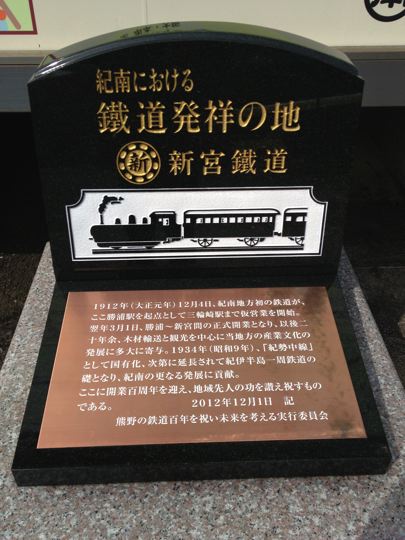 紀南における
鐵道発祥の地
新 新宮鐵道
1912年(大正元年)12月4日、紀南地方初の鉄道が、
ここ勝浦駅を起点として三輪崎駅まで仮営業を開始。
翌年3月1日、勝浦～新宮間の正式開業となり、以後二
十年余、木材輸送と観光を中心に当地方の産業文化の
発展に多大に寄与。1934年(昭和9年)、「紀勢中線」
として国有化、次第に延長されて紀伊半島一周鉄道の
礎となり、紀南の更なる発展に貢献。
ここに開業百周年を迎え、地域先人の功を讃え祝すもの
である。 2012年12月1日 記
熊野の鉄道百年を祝い未来を考える実行委員会